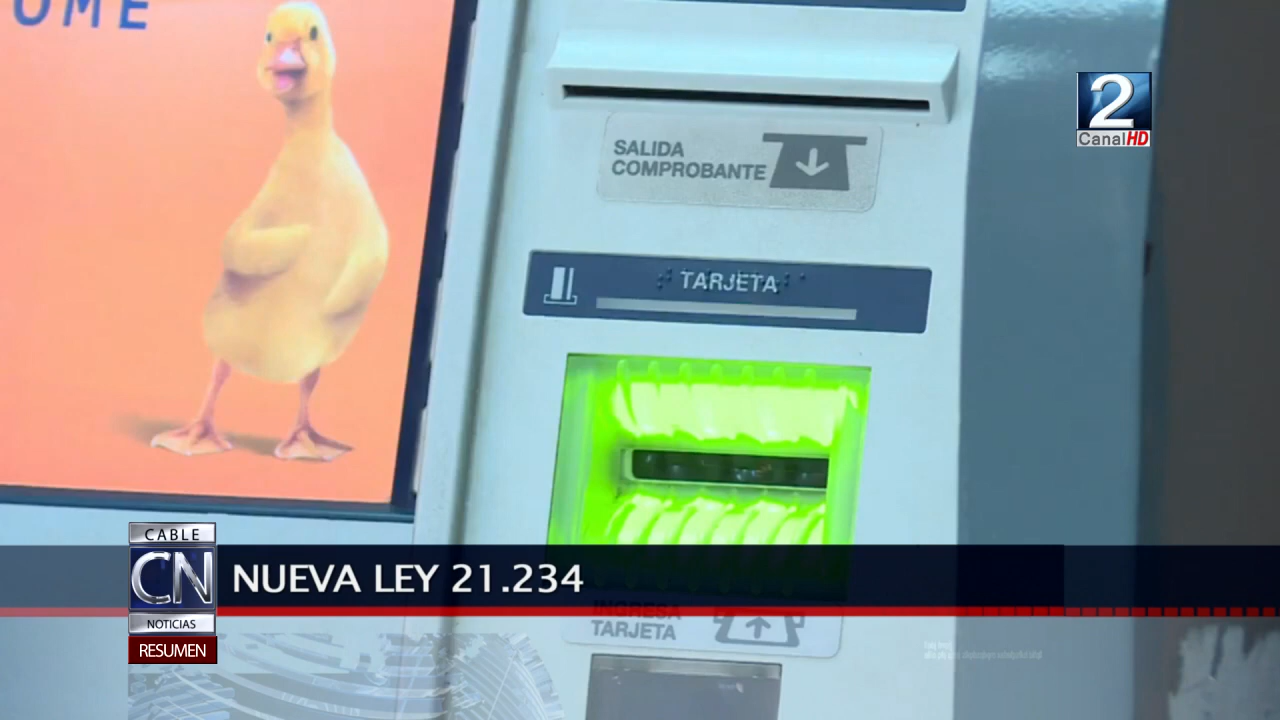 OME
SALIDA
COMPROBANTE
2
Canal HD
TARJETA
CABLE
CN
NOTICIAS
RESUMEN
NUEVA LEY 21.234
INGRESA
TARJETA